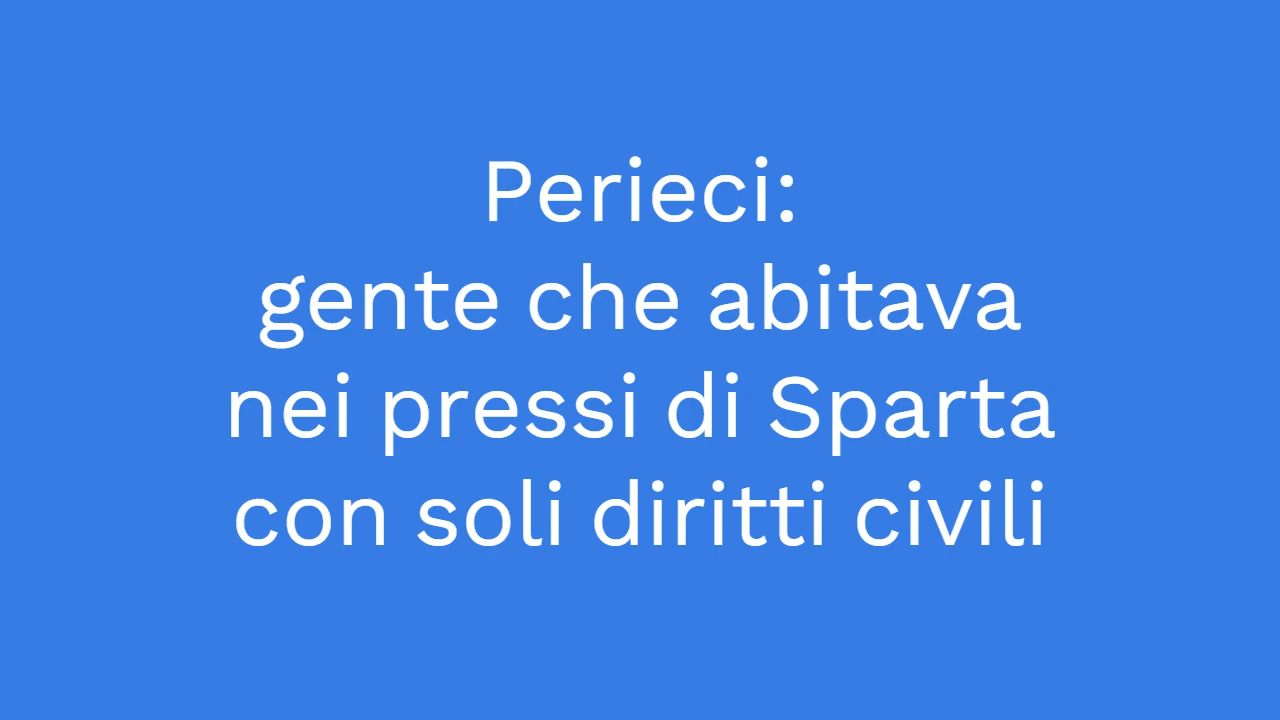 Perieci:
gente che abitava
nei pressi di Sparta
con soli diritti civili